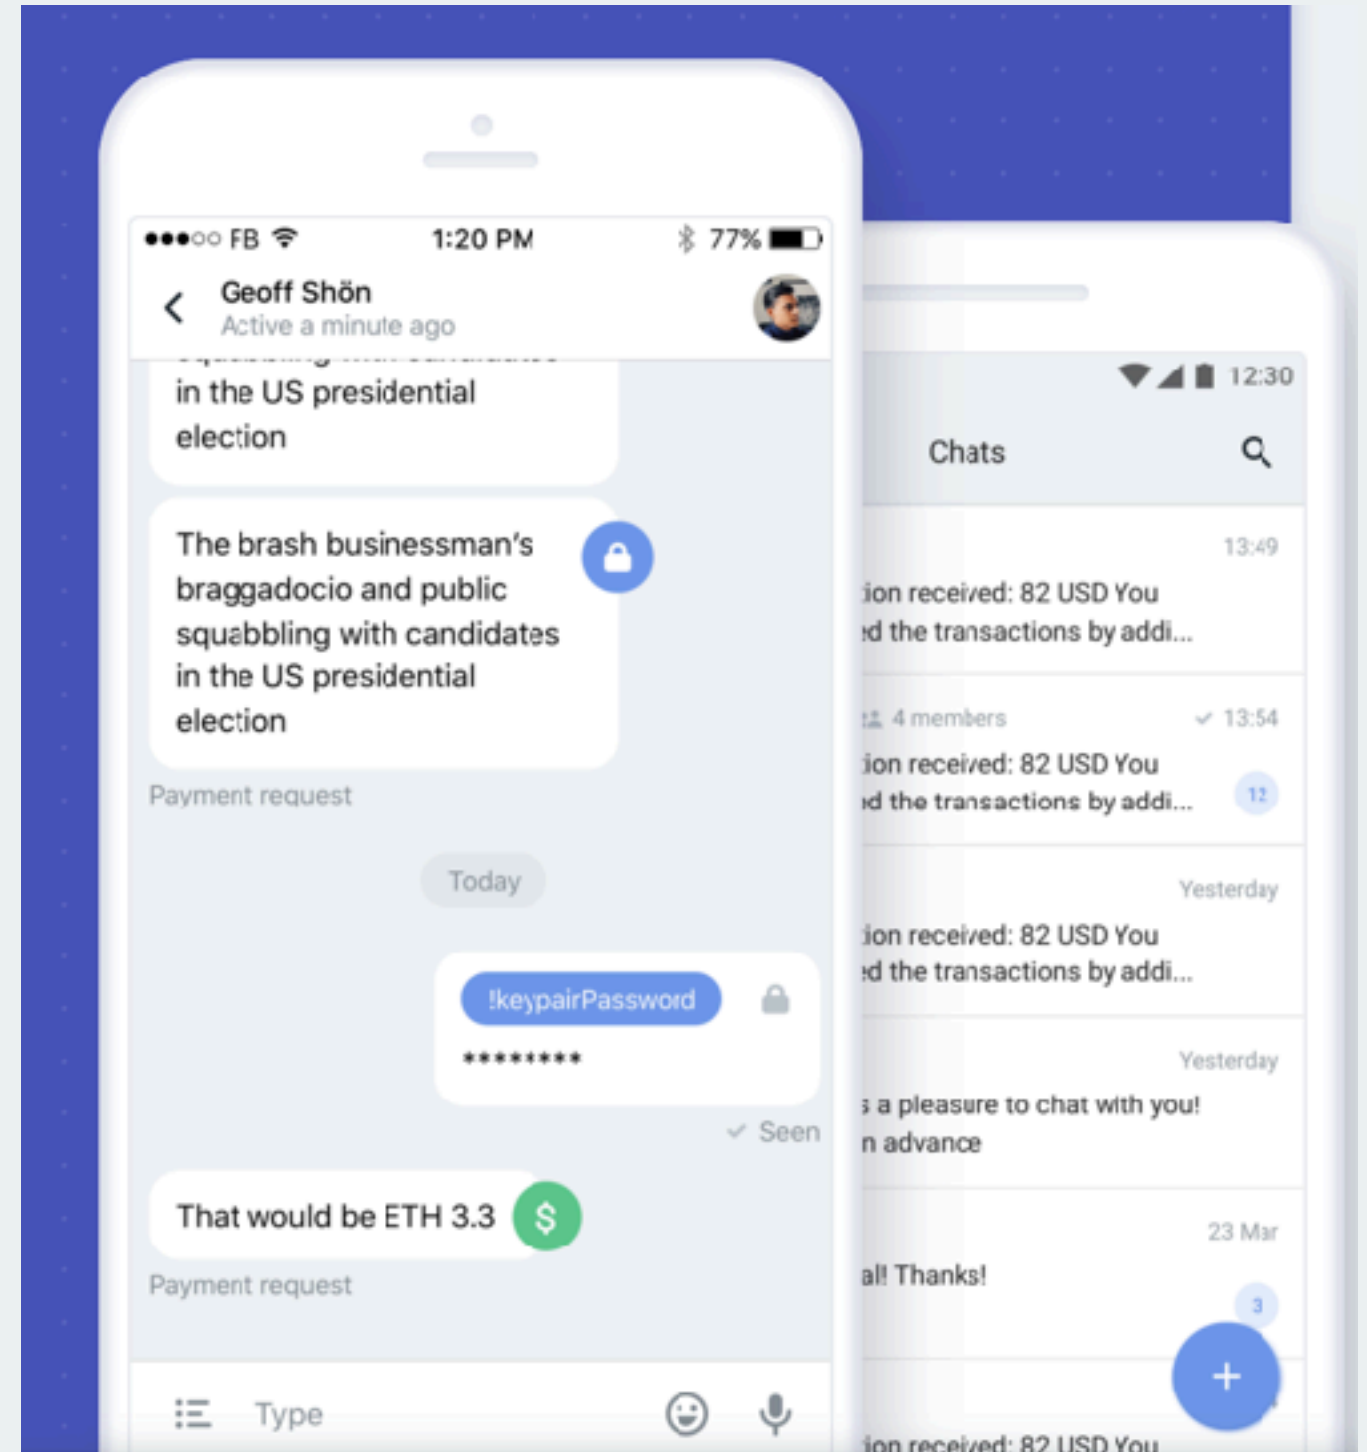 FB 1:20 PM 77%
Geoff Shön
Active a minute ago
in the US presidential
election
The brash businessman's
braggadocio and public
squabbling with candidates
in the US presidential
election
Payment request
Today
!keypairPassword
********
✓ Seen
That would be ETH 3.3
$
Payment request
Type
12:30
Chats
13:49
ion received: 82 USD You
ed the transactions by addi...
4 members ✓ 13:54
ion received: 82 USD You
ed the transactions by addi...
12
Yesterday
tion received: 82 USD You
ed the transactions by addi...
Yesterday
s a pleasure to chat with you!
n advance
23 Mar
al! Thanks!
3
+
ion received: 82 USD You